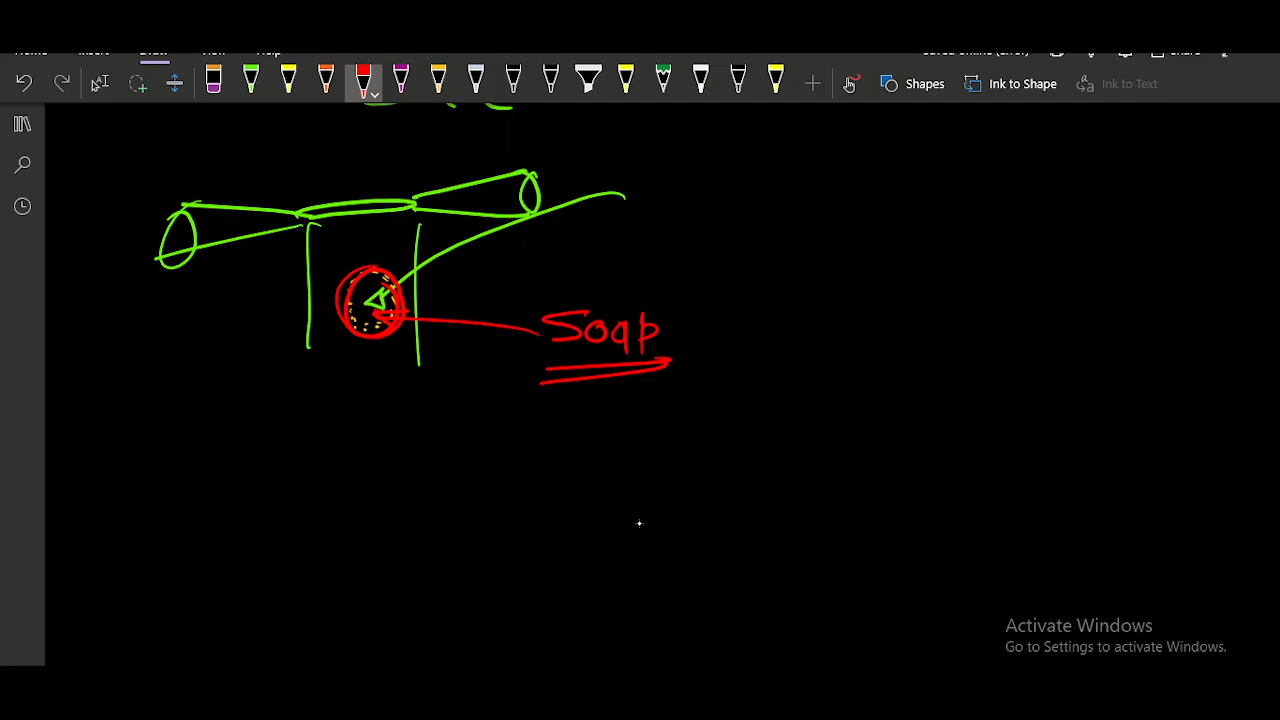 Shapes
Ink to Shape
Ink to Text
Soap
Activate Windows
Go to Settings to activate Windows.